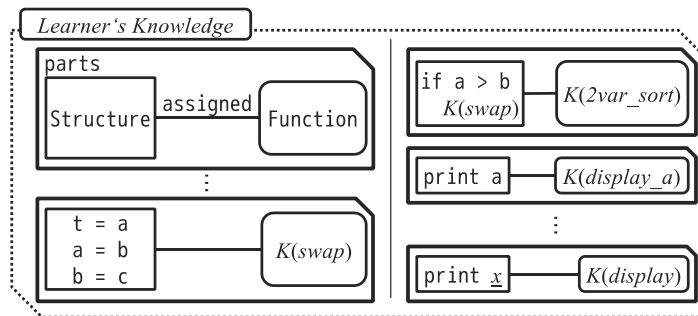 Learner's Knowledge
parts
Structure
assigned
Function
t = a
a = b
b = c
K(swap)
if a > b
K(swap)
K(2var_sort)
print a
K(display_a)
print x
K(display)